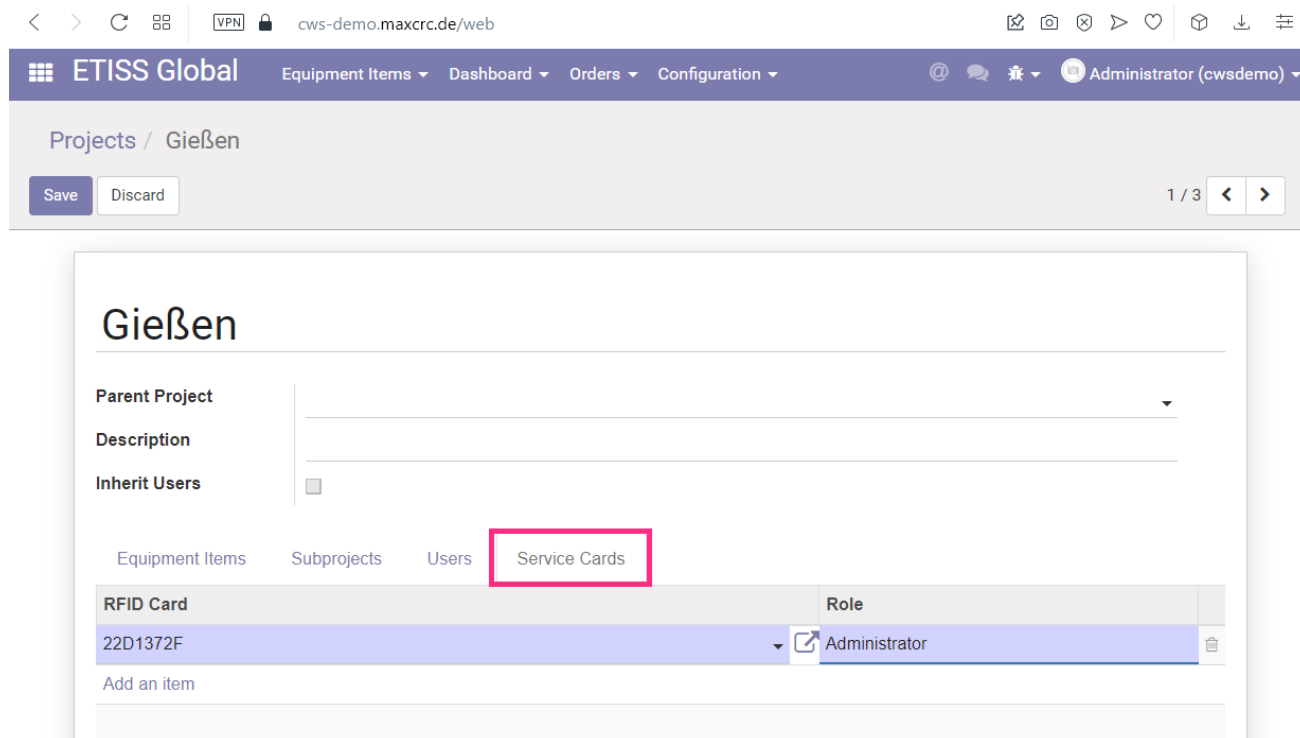 VPN cws-demo.maxcrc.de/web
ETISS Global Equipment Items Dashboard Orders Configuration @ Administrator (cwsdemo)
Projects / Gießen
Save Discard 1 / 3
Gießen
Parent Project
Description
Inherit Users
Equipment Items Subprojects Users Service Cards
RFID Card Role
22D1372F Administrator
Add an item